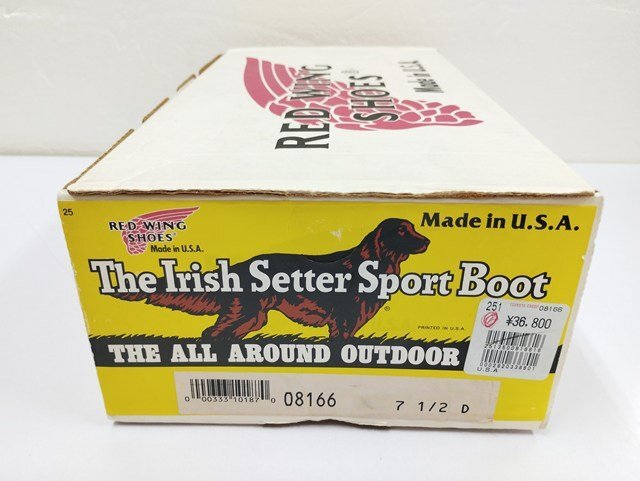 RED WING
SHOES®
Made in U.S.A.
25
RED WING
SHOES®
Made in U.S.A.
Made in U.S.A.
The Irish Setter Sport Boot
®
PRINTED IN U.S.A.
THE ALL AROUND OUTDOOR
251
08166
¥36.800
U.S.A
0 00333 10187 0
08166
7 1/2 D